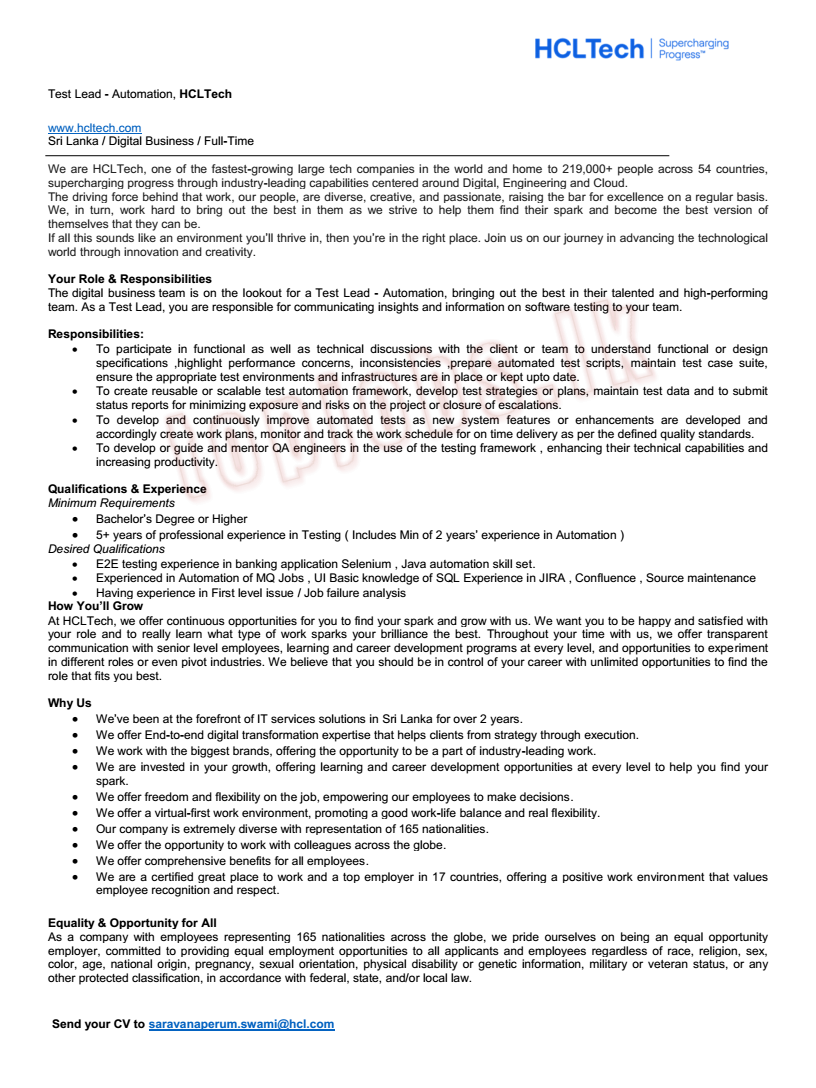 HCLTech | Supercharging
Progress™
Test Lead - Automation, HCLTech
www.hcltech.com
Sri Lanka / Digital Business / Full-Time
We are HCLTech, one of the fastest-growing large tech companies in the world and home to 219,000+ people across 54 countries,
supercharging progress through industry-leading capabilities centered around Digital, Engineering and Cloud.
The driving force behind that work, our people, are diverse, creative, and passionate, raising the bar for excellence on a regular basis.
We, in turn, work hard to bring out the best in them as we strive to help them find their spark and become the best version of
themselves that they can be.
If all this sounds like an environment you'll thrive in, then you're in the right place. Join us on our journey in advancing the technological
world through innovation and creativity.
Your Role & Responsibilities
The digital business team is on the lookout for a Test Lead - Automation, bringing out the best in their talented and high-performing
team. As a Test Lead, you are responsible for communicating insights and information on software testing to your team.
Responsibilities:
• To participate in functional as well as technical discussions with the client or team to understand functional or design
specifications ,highlight performance concerns, inconsistencies ,prepare automated test scripts, maintain test case suite,
ensure the appropriate test environments and infrastructures are in place or kept upto date.
• To create reusable or scalable test automation framework, develop test strategies or plans, maintain test data and to submit
status reports for minimizing exposure and risks on the project or closure of escalations.
• To develop and continuously improve automated tests as new system features or enhancements are developed and
accordingly create work plans, monitor and track the work schedule for on time delivery as per the defined quality standards.
• To develop or guide and mentor QA engineers in the use of the testing framework , enhancing their technical capabilities and
increasing productivity.
topjobs.lk
Qualifications & Experience
Minimum Requirements
• Bachelor's Degree or Higher
• 5+ years of professional experience in Testing ( Includes Min of 2 years' experience in Automation )
Desired Qualifications
• E2E testing experience in banking application Selenium , Java automation skill set.
• Experienced in Automation of MQ Jobs , UI Basic knowledge of SQL Experience in JIRA , Confluence , Source maintenance
• Having experience in First level issue / Job failure analysis
How You'll Grow
At HCLTech, we offer continuous opportunities for you to find your spark and grow with us. We want you to be happy and satisfied with
your role and to really learn what type of work sparks your brilliance the best. Throughout your time with us, we offer transparent
communication with senior level employees, learning and career development programs at every level, and opportunities to experiment
in different roles or even pivot industries. We believe that you should be in control of your career with unlimited opportunities to find the
role that fits you best.
Why Us
• We've been at the forefront of IT services solutions in Sri Lanka for over 2 years.
• We offer End-to-end digital transformation expertise that helps clients from strategy through execution.
• We work with the biggest brands, offering the opportunity to be a part of industry-leading work.
• We are invested in your growth, offering learning and career development opportunities at every level to help you find your
spark.
• We offer freedom and flexibility on the job, empowering our employees to make decisions.
• We offer a virtual-first work environment, promoting a good work-life balance and real flexibility.
• Our company is extremely diverse with representation of 165 nationalities.
• We offer the opportunity to work with colleagues across the globe.
• We offer comprehensive benefits for all employees.
• We are a certified great place to work and a top employer in 17 countries, offering a positive work environment that values
employee recognition and respect.
Equality & Opportunity for All
As a company with employees representing 165 nationalities across the globe, we pride ourselves on being an equal opportunity
employer, committed to providing equal employment opportunities to all applicants and employees regardless of race, religion, sex,
color, age, national origin, pregnancy, sexual orientation, physical disability or genetic information, military or veteran status, or any
other protected classification, in accordance with federal, state, and/or local law.
Send your CV to saravanaperum.swami@hcl.com